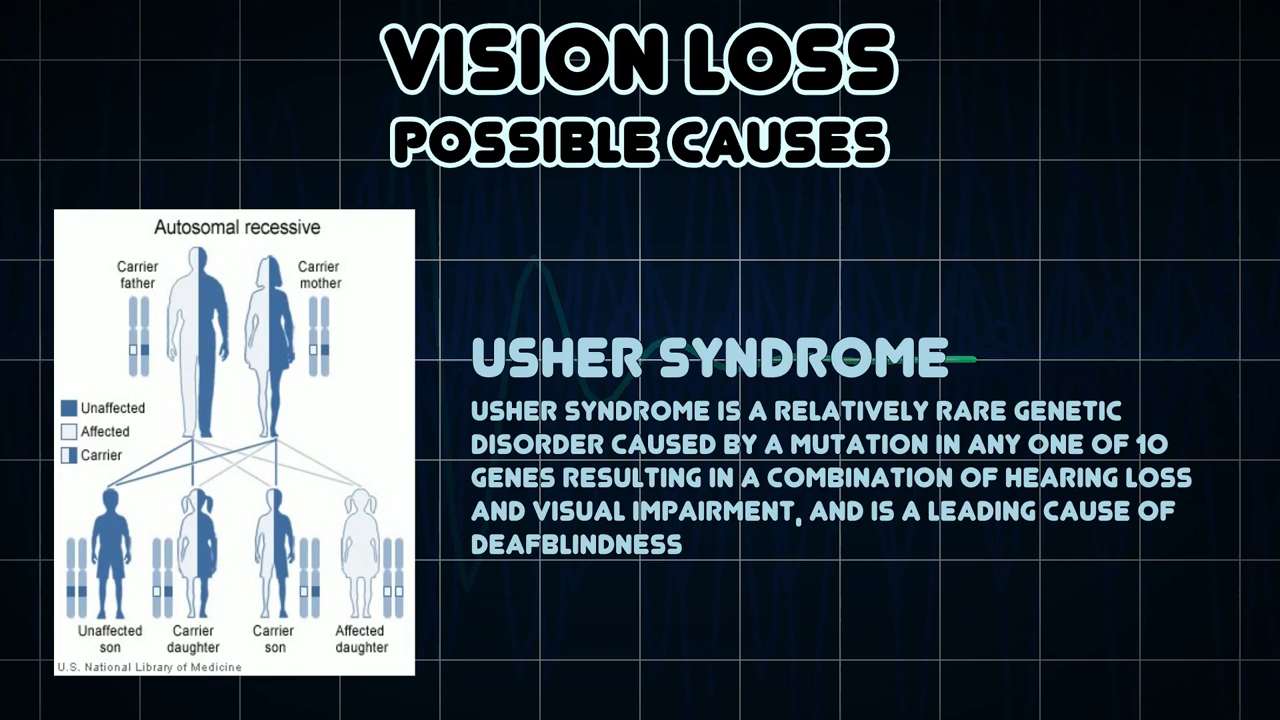 VISION LOSS
POSSIBLE CAUSES
Autosomal recessive
Carrier father
Carrier mother
Unaffected
Affected
Carrier
Unaffected son
Carrier daughter
Carrier son
Affected daughter
U.S. National Library of Medicine
USHER SYNDROME
USHER SYNDROME IS A RELATIVELY RARE GENETIC
DISORDER CAUSED BY A MUTATION IN ANY ONE OF 10
GENES RESULTING IN A COMBINATION OF HEARING LOSS
AND VISUAL IMPAIRMENT, AND IS A LEADING CAUSE OF
DEAFBLINDNESS